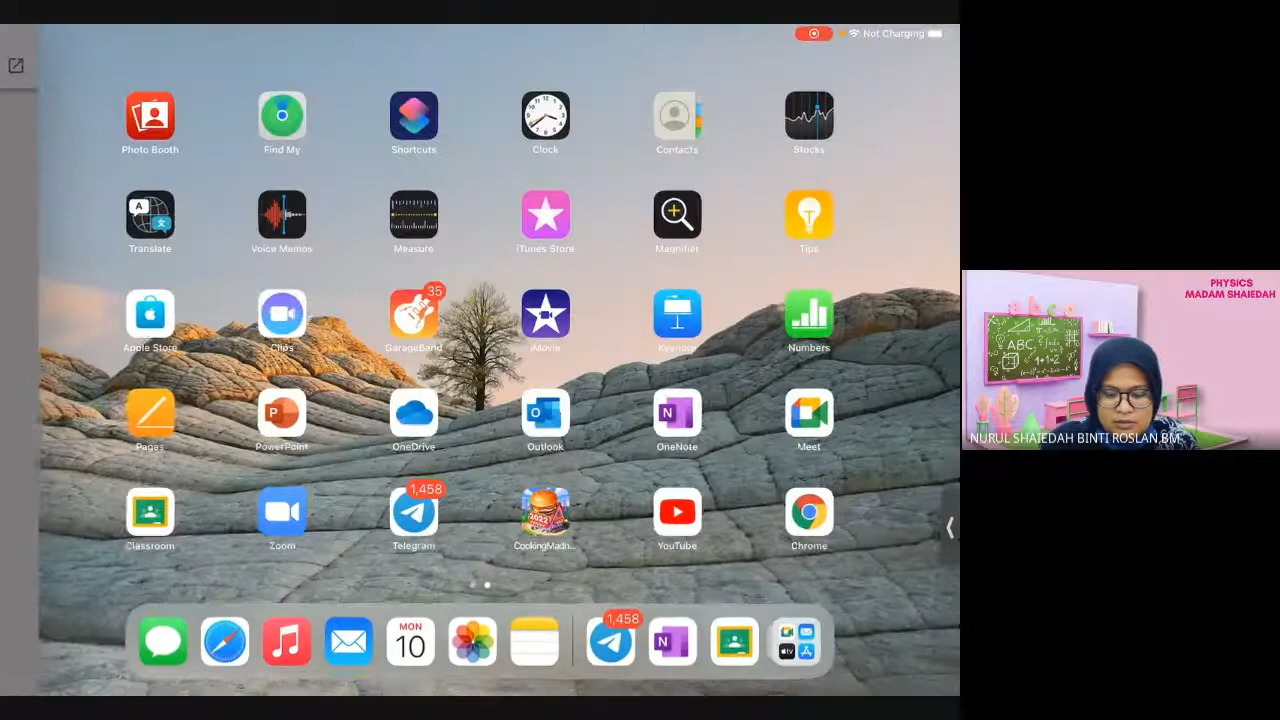 Not Charging
Photo Booth
Find My
Shortcuts
Clock
Contacts
Stocks
Translate
Voice Memos
Measure
iTunes Store
Magnifier
Tips
35
Apple Store
Clips
GarageBand
iMovie
Keynote
Numbers
Pages
PowerPoint
OneDrive
Outlook
OneNote
Meet
1,458
Classroom
Zoom
Telegram
CookingMadn...
YouTube
Chrome
MON
10
1,458
PHYSICS
MADAM SHAIEDAH
a b c d
ABC
1+1=2
NURUL SHAIEDAH BINTI ROSLAN BM